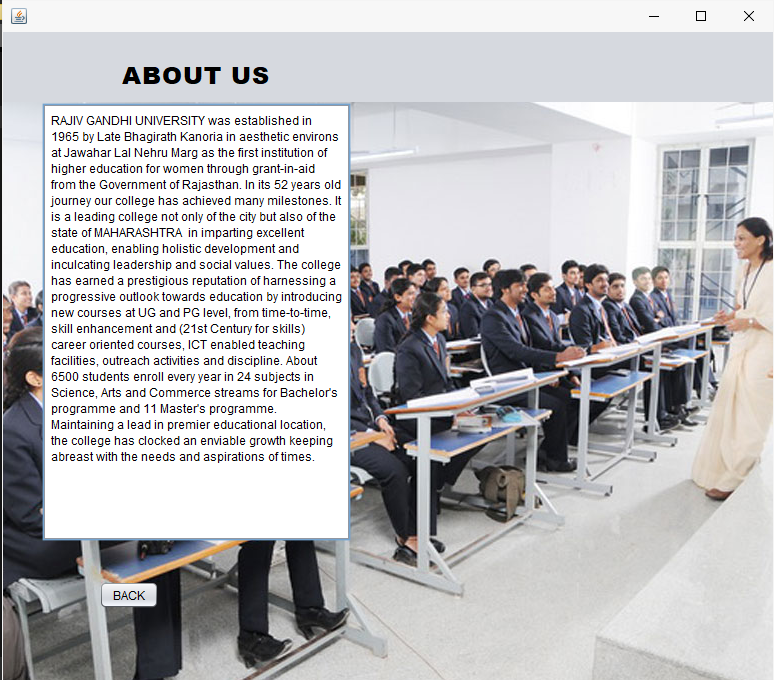 ABOUT US
RAJIV GANDHI UNIVERSITY was established in
1965 by Late Bhagirath Kanoria in aesthetic environs
at Jawahar Lal Nehru Marg as the first institution of
higher education for women through grant-in-aid
from the Government of Rajasthan. In its 52 years old
journey our college has achieved many milestones. It
is a leading college not only of the city but also of the
state of MAHARASHTRA  in imparting excellent
education, enabling holistic development and
inculcating leadership and social values. The college
has earned a prestigious reputation of harnessing a
progressive outlook towards education by introducing
new courses at UG and PG level, from time-to-time,
skill enhancement and (21st Century for skills)
career oriented courses, ICT enabled teaching
facilities, outreach activities and discipline. About
6500 students enroll every year in 24 subjects in
Science, Arts and Commerce streams for Bachelor's
programme and 11 Master's programme.
Maintaining a lead in premier educational location,
the college has clocked an enviable growth keeping
abreast with the needs and aspirations of times.
BACK